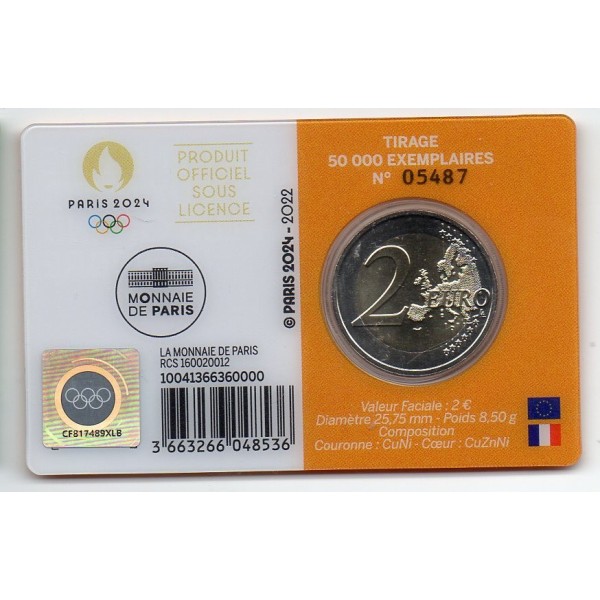 PARIS 2024
PRODUIT
OFFICIEL
SOUS
LICENCE
MONNAIE
DE PARIS
© PARIS 2024 - 2022
LA MONNAIE DE PARIS
RCS 160020012
10041366360000
3 663266 048536
CF817489XLB
TIRAGE
50 000 EXEMPLAIRES
N° 05487
2 EURO
Valeur Faciale : 2 €
Diamètre 25,75 mm - Poids 8,50 g
Composition
Couronne : CuNi - Cœur : CuZnNi